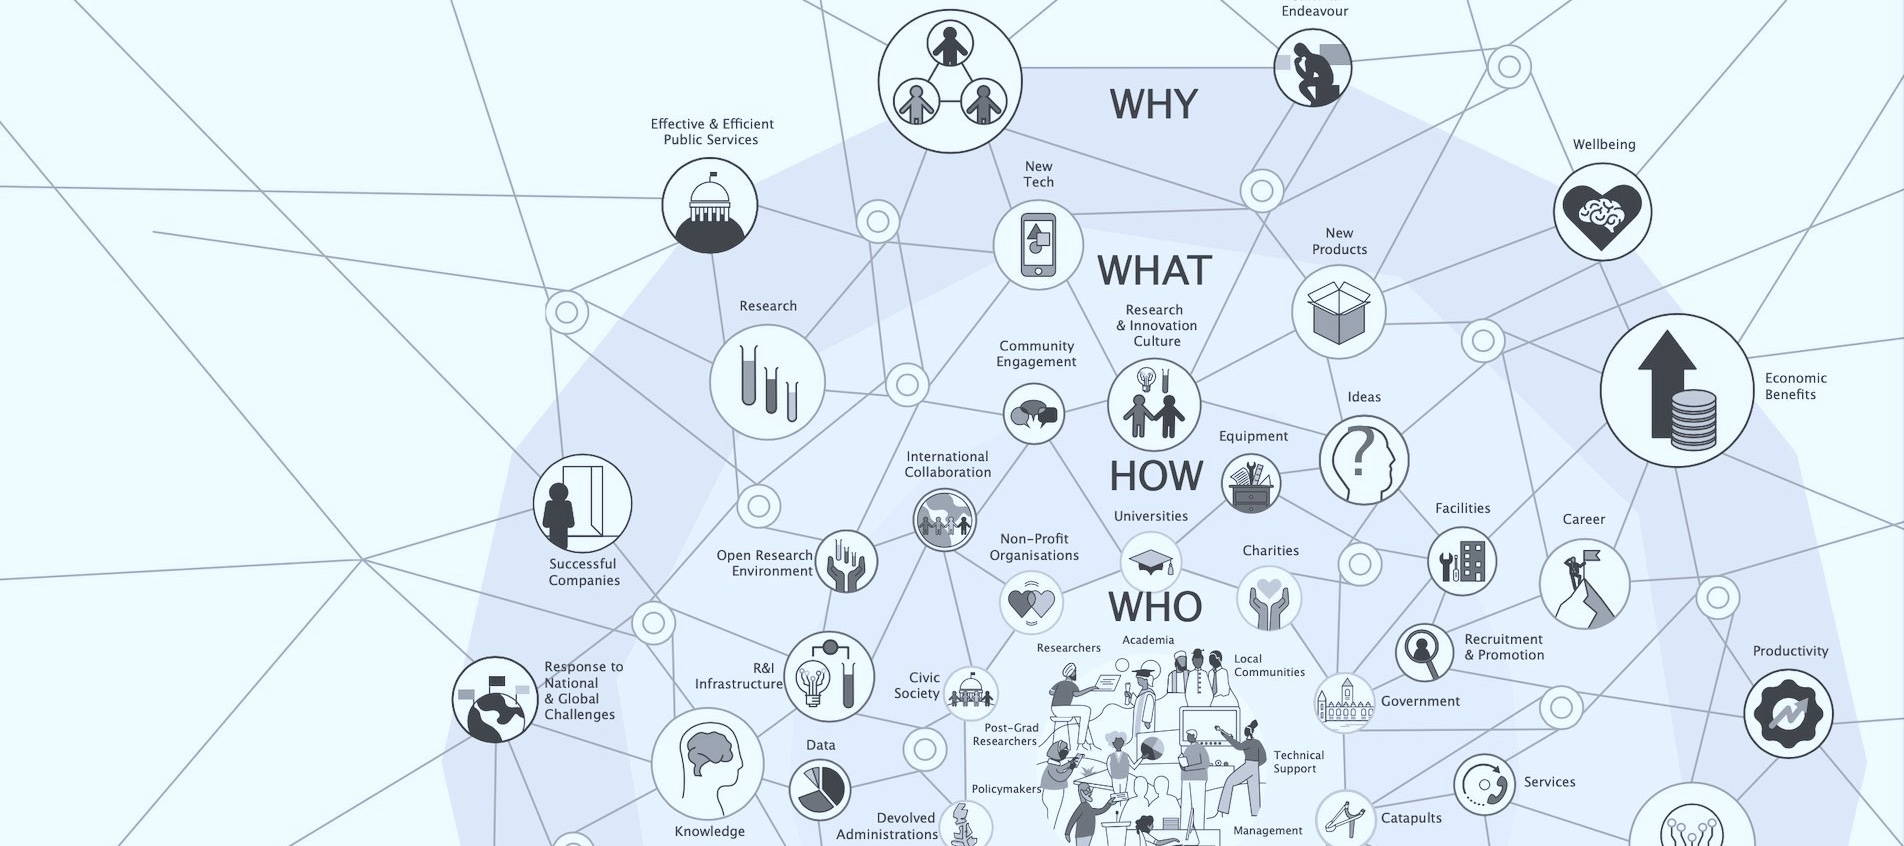 Endeavour
WHY
Effective & Efficient
Public Services
Wellbeing
New
Tech
New
Products
WHAT
Research
Research
& Innovation
Culture
Community
Engagement
Economic
Benefits
Ideas
Equipment
International
Collaboration
HOW
Universities
Facilities
Career
Non-Profit
Organisations
Charities
Open Research
Environment
Successful
Companies
WHO
Academia
Researchers
Local
Communities
Recruitment
& Promotion
Productivity
Response to
National
& Global
Challenges
R&I
Infrastructure
Civic
Society
Government
Post-Grad
Researchers
Data
Technical
Support
Policymakers
Services
Knowledge
Devolved
Administrations
Management
Catapults